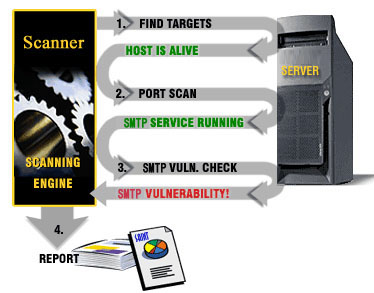 Scanner
1. FIND TARGETS
HOST IS ALIVE
SERVER
2. PORT SCAN
SMTP SERVICE RUNNING
3. SMTP VULN. CHECK
SMTP VULNERABILITY!
SCANNING
ENGINE
4.
REPORT
SAINT